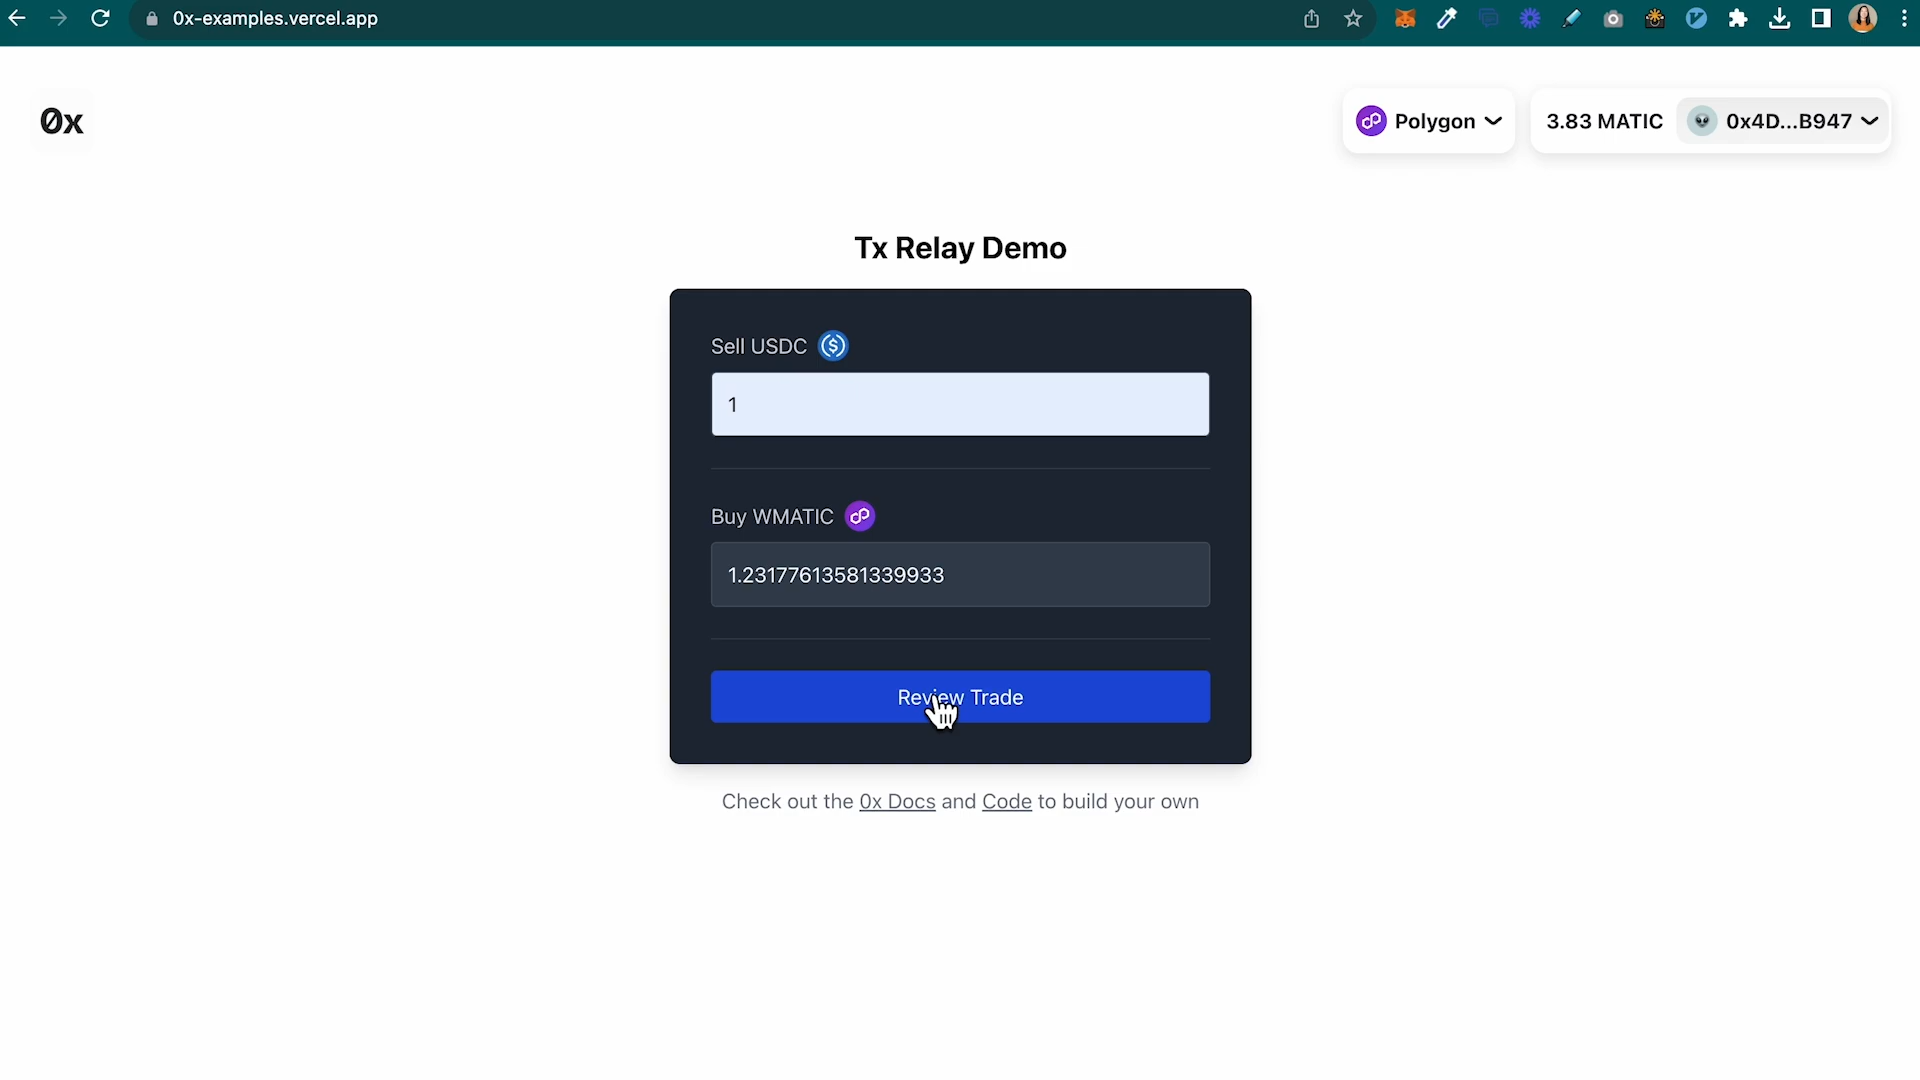 0x-examples.vercel.app
0x
Polygon
3.83 MATIC
0x4D...B947
Tx Relay Demo
Sell USDC
1
Buy WMATIC
1.23177613581339933
Review Trade
Check out the 0x Docs and Code to build your own